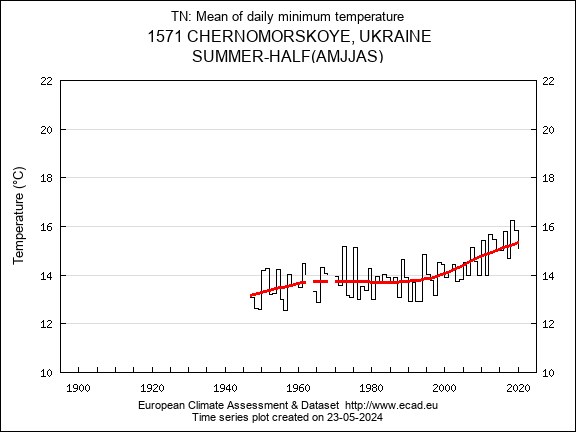 TN: Mean of daily minimum temperature
1571 CHERNOMORSKOYE, UKRAINE
SUMMER-HALF(AMJJAS)
Temperature (°C)
22 22
20 20
18 18
16 16
14 14
12 12
10 10
1900 1920 1940 1960 1980 2000 2020
European Climate Assessment & Dataset http://www.ecad.eu
Time series plot created on 23-05-2024